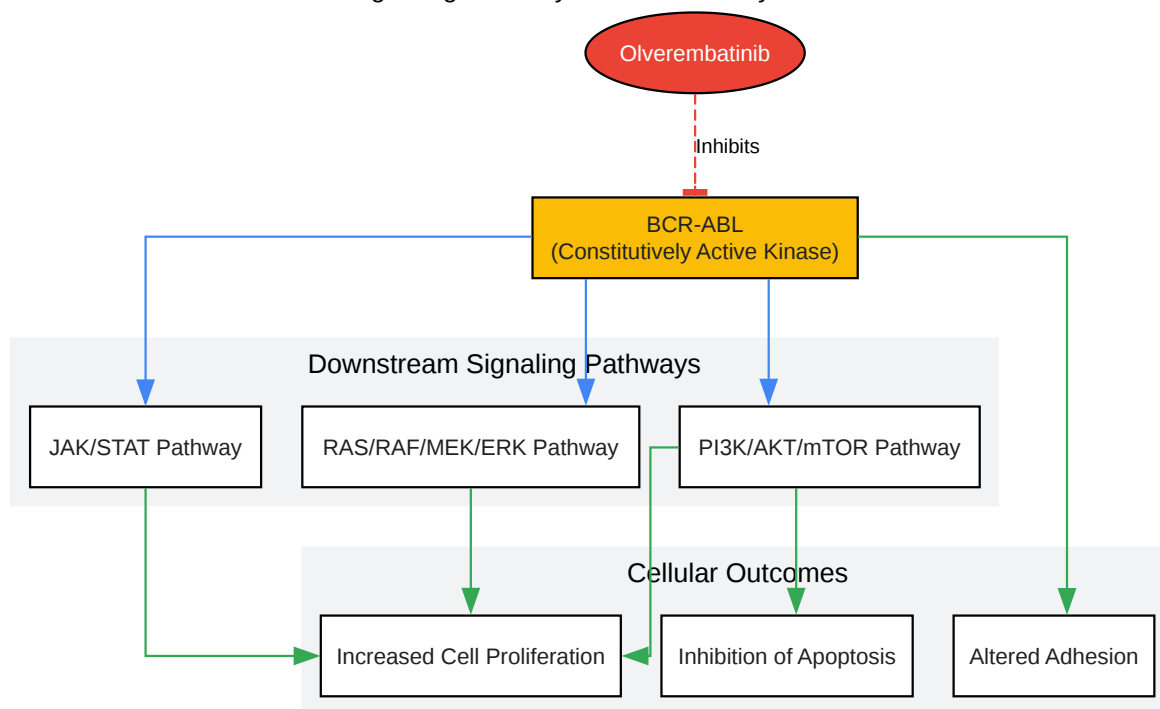 Olverembatinib
Inhibits
BCR-ABL
(Constitutively Active Kinase)
Downstream Signaling Pathways
JAK/STAT Pathway
RAS/RAF/MEK/ERK Pathway
PI3K/AKT/mTOR Pathway
Cellular Outcomes
Increased Cell Proliferation
Inhibition of Apoptosis
Altered Adhesion